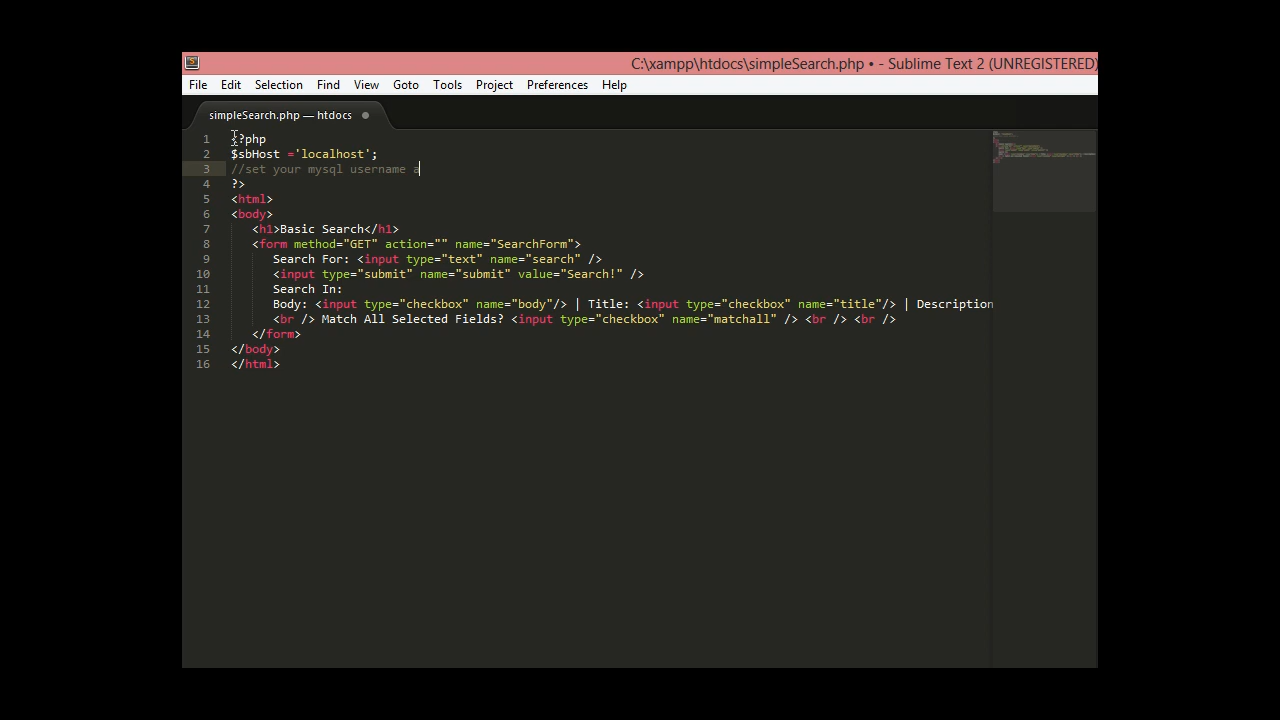 C:\xampp\htdocs\simpleSearch.php • - Sublime Text 2 (UNREGISTERED)
File Edit Selection Find View Goto Tools Project Preferences Help
simpleSearch.php — htdocs
1 <?php
2 $sbHost ='localhost';
3 //set your mysql username a
4 ?>
5 <html>
6 <body>
7 <h1>Basic Search</h1>
8 <form method="GET" action="" name="SearchForm">
9 Search For: <input type="text" name="search" />
10 <input type="submit" name="submit" value="Search!" />
11 Search In:
12 Body: <input type="checkbox" name="body"/> | Title: <input type="checkbox" name="title"/> | Description
13 <br /> Match All Selected Fields? <input type="checkbox" name="matchall" /> <br /> <br />
14 </form>
15 </body>
16 </html>